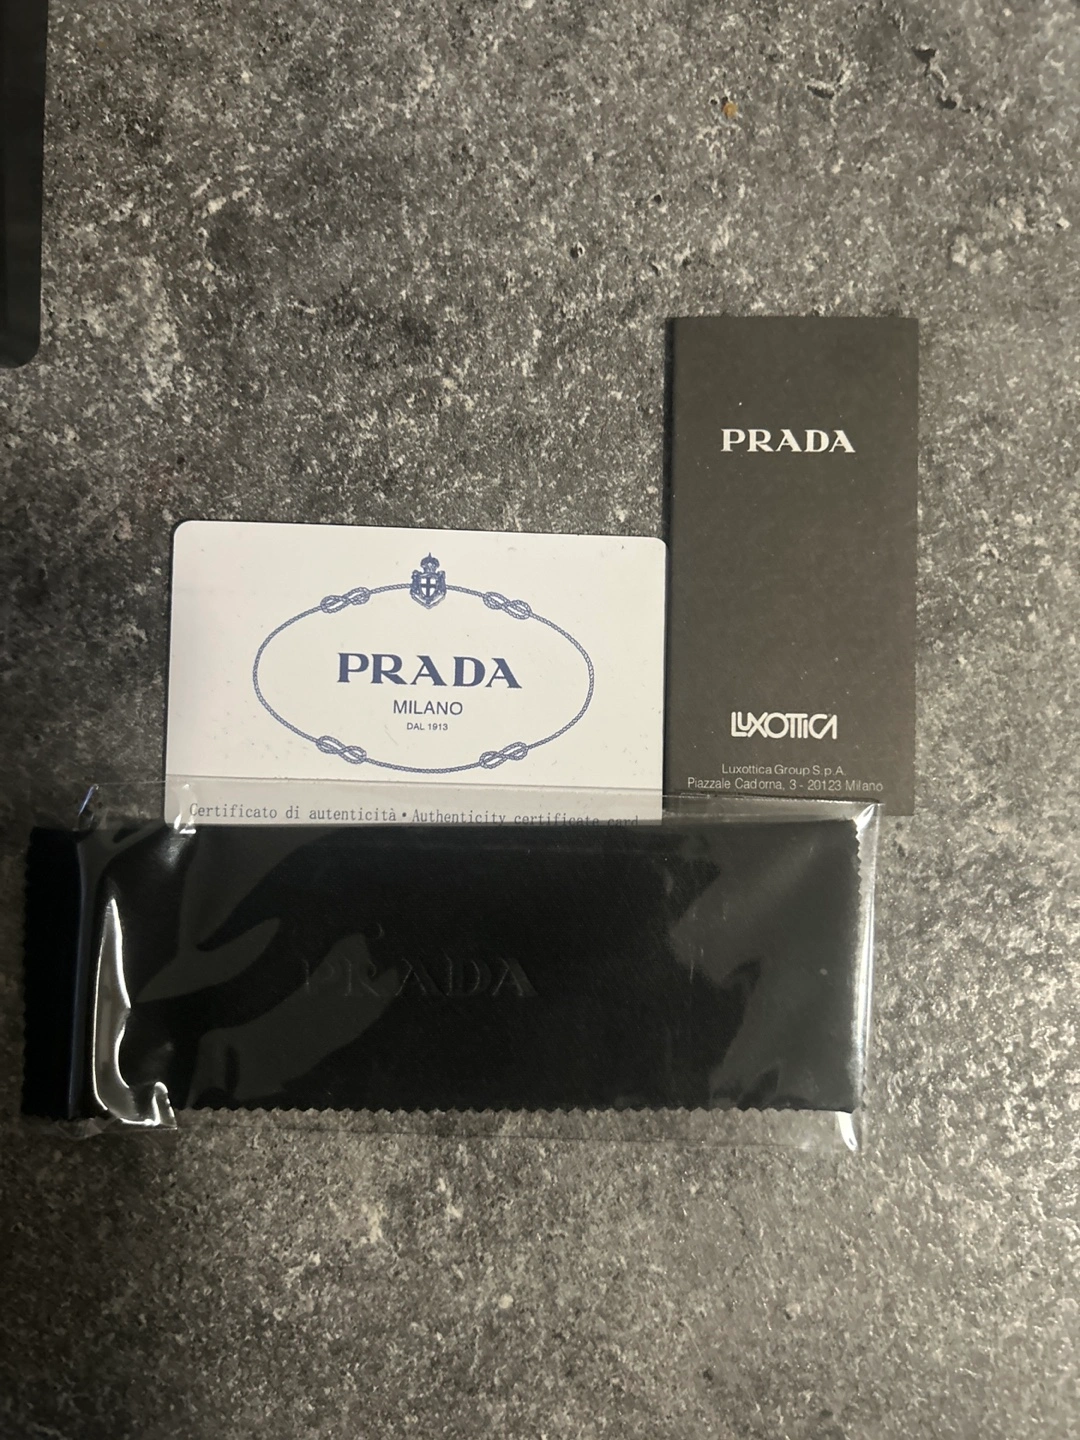 PRADA
LUXOTTICA
Luxottica Group S.p.A.
Piazzale Cadorna, 3 - 20123 Milano
PRADA
MILANO
DAL 1913
Certificato di autenticità • Authenticity certificate card
PRADA